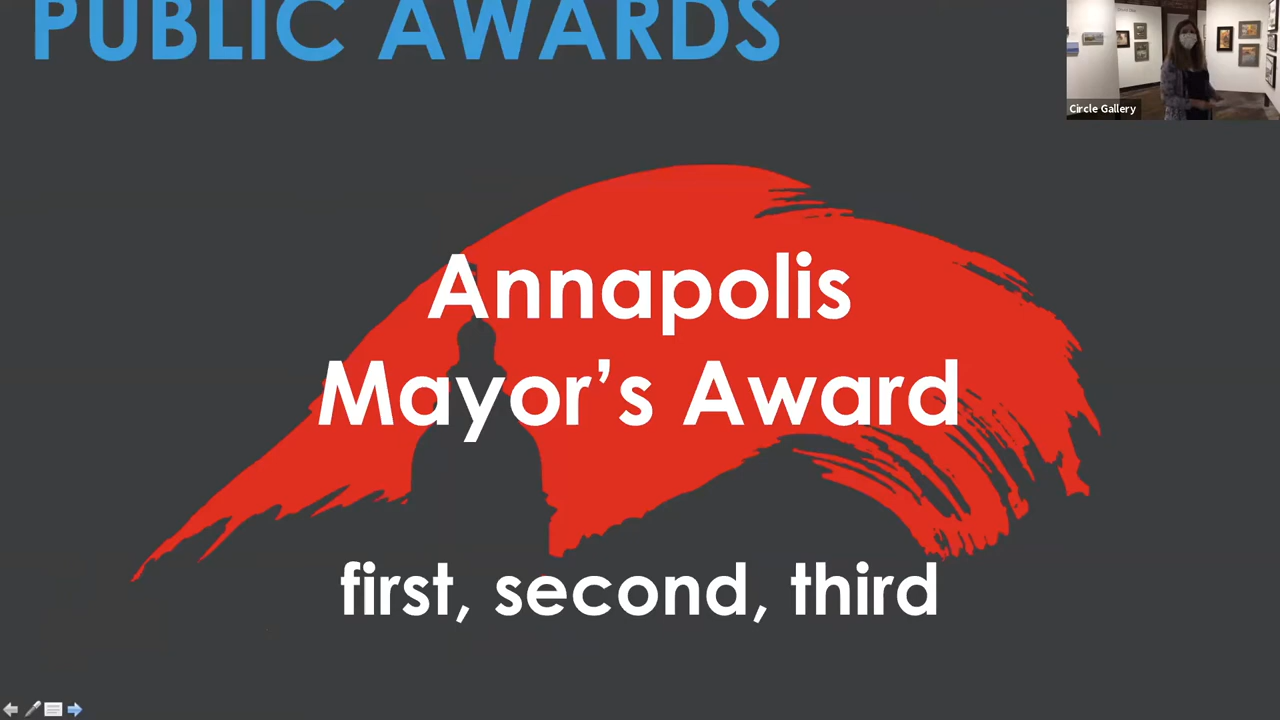 PUBLIC AWARDS
Circle Gallery
Annapolis
Mayor’s Award
first, second, third